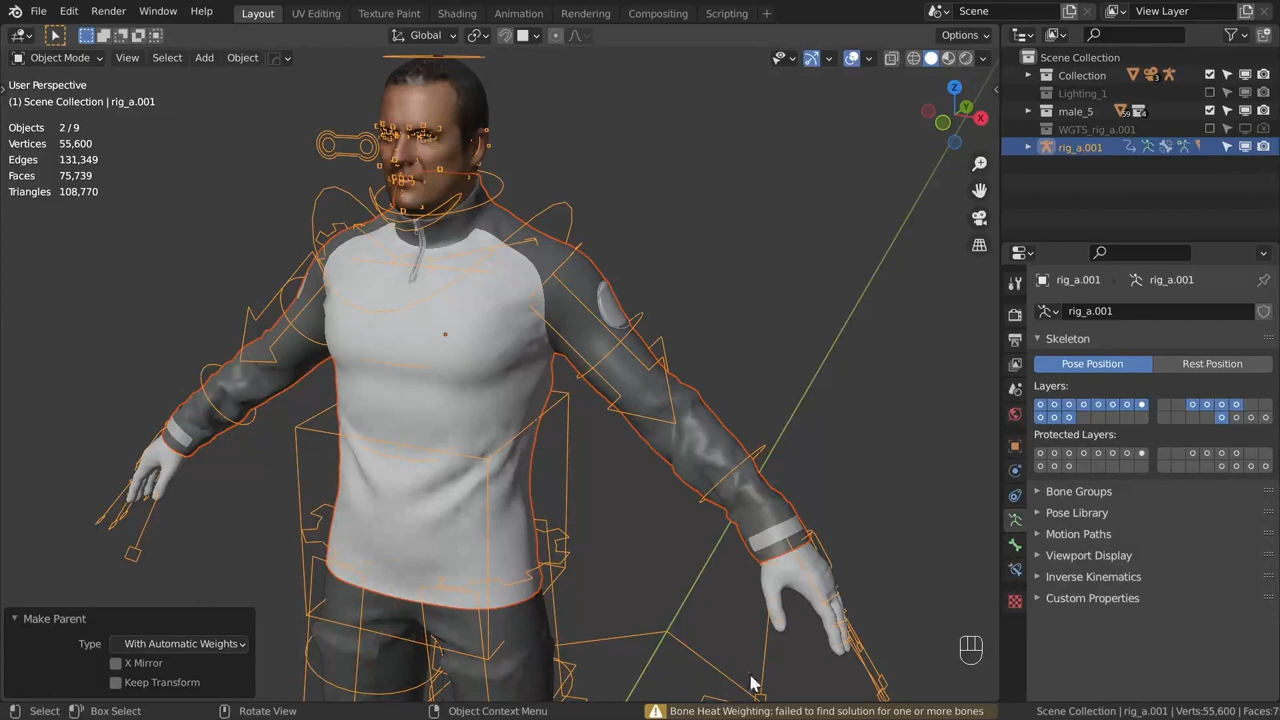 File Edit Render Window Help
Layout UV Editing Texture Paint Shading Animation Rendering Compositing Scripting +
Scene
View Layer
Global
Options
Object Mode View Select Add Object
User Perspective
(1) Scene Collection | rig_a.001
Objects 2/9
Vertices 55,600
Edges 131,349
Faces 75,739
Triangles 108,770
Z
Y
X
Make Parent
Type With Automatic Weights
X Mirror
Keep Transform
Scene Collection
Collection 3
Lighting_1
male_5 59 4
WGTS_rig_a.001
rig_a.001
rig_a.001 rig_a.001
rig_a.001
Skeleton
Pose Position Rest Position
Layers:
Protected Layers:
Bone Groups
Pose Library
Motion Paths
Viewport Display
Inverse Kinematics
Custom Properties
Select Box Select Rotate View Object Context Menu Bone Heat Weighting: failed to find solution for one or more bones Scene Collection | rig_a.001 | Verts:55,600 | Faces:7